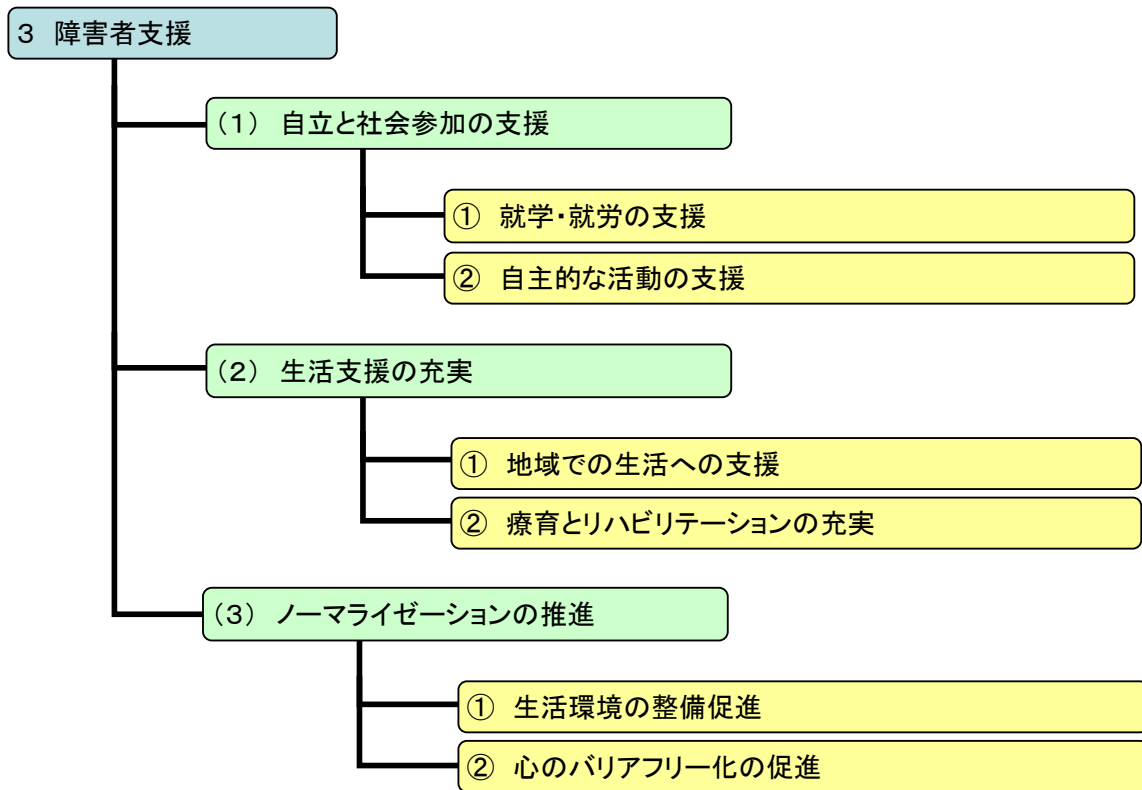 ３ 障害者支援
（１） 自立と社会参加の支援
① 就学・就労の支援
② 自主的な活動の支援
（２） 生活支援の充実
① 地域での生活への支援
② 療育とリハビリテーションの充実
（３） ノーマライゼーションの推進
① 生活環境の整備促進
② 心のバリアフリー化の促進